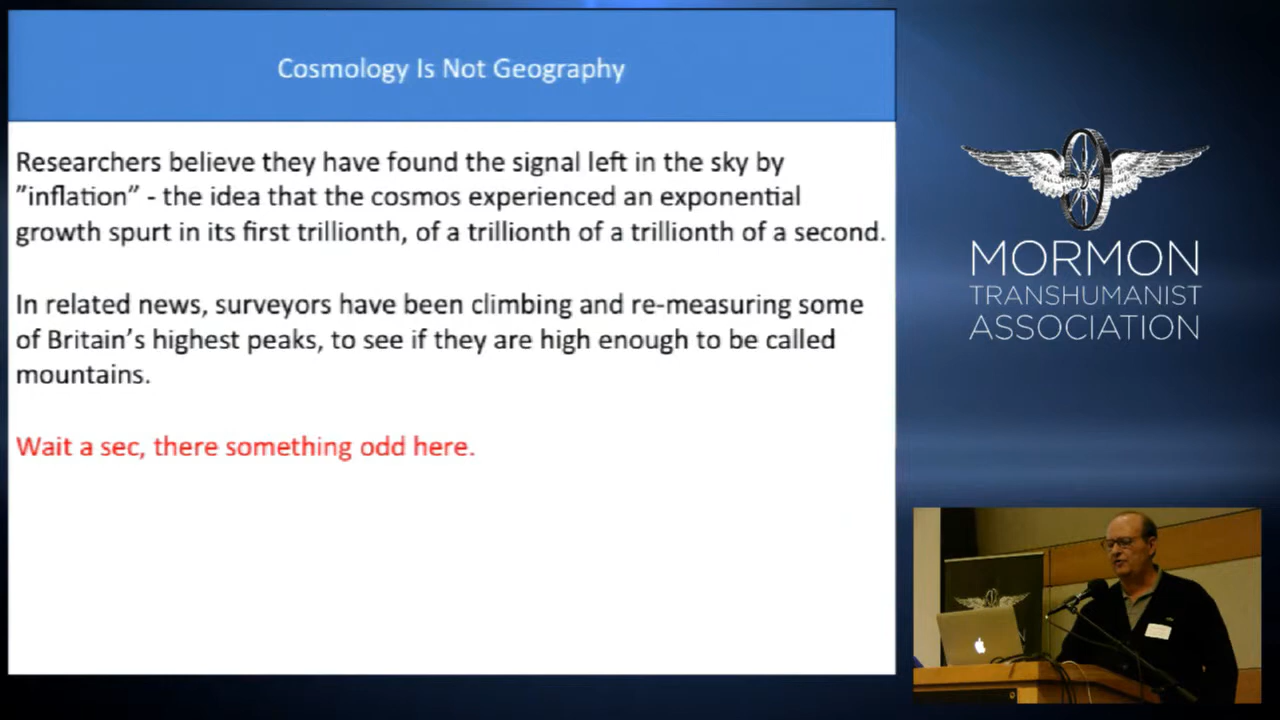 Cosmology Is Not Geography
Researchers believe they have found the signal left in the sky by
"inflation" - the idea that the cosmos experienced an exponential
growth spurt in its first trillionth, of a trillionth of a trillionth of a second.
In related news, surveyors have been climbing and re-measuring some
of Britain's highest peaks, to see if they are high enough to be called
mountains.
Wait a sec, there something odd here.
MORMON
TRANSHUMANIST
ASSOCIATION